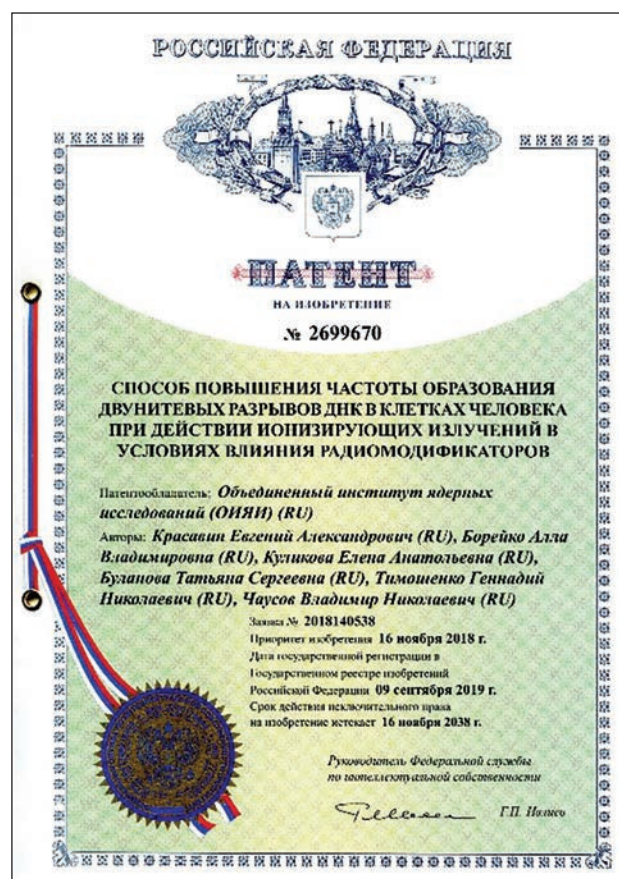 РОССИЙСКАЯ ФЕДЕРАЦИЯ
ПАТЕНТ
НА ИЗОБРЕТЕНИЕ
№ 2699670
СПОСОБ ПОВЫШЕНИЯ ЧАСТОТЫ ОБРАЗОВАНИЯ
ДВУНИТЕВЫХ РАЗРЫВОВ ДНК В КЛЕТКАХ ЧЕЛОВЕКА
ПРИ ДЕЙСТВИИ ИОНИЗИРУЮЩИХ ИЗЛУЧЕНИЙ В
УСЛОВИЯХ ВЛИЯНИЯ РАДИОМОДИФИКАТОРОВ
Патентообладатель: Объединенный институт ядерных
исследований (ОИЯИ) (RU)
Авторы: Красавин Евгений Александрович (RU), Борейко Алла
Владимировна (RU), Куликова Елена Анатольевна (RU),
Буланова Татьяна Сергеевна (RU), Тимошенко Геннадий
Николаевич (RU), Чаусов Владимир Николаевич (RU)
Заявка № 2018140538
Приоритет изобретения 16 ноября 2018 г.
Дата государственной регистрации в
Государственном реестре изобретений
Российской Федерации 09 сентября 2019 г.
Срок действия исключительного права
на изобретение истекает 16 ноября 2038 г.
Руководитель Федеральной службы
по интеллектуальной собственности
Г.П. Ивлиев